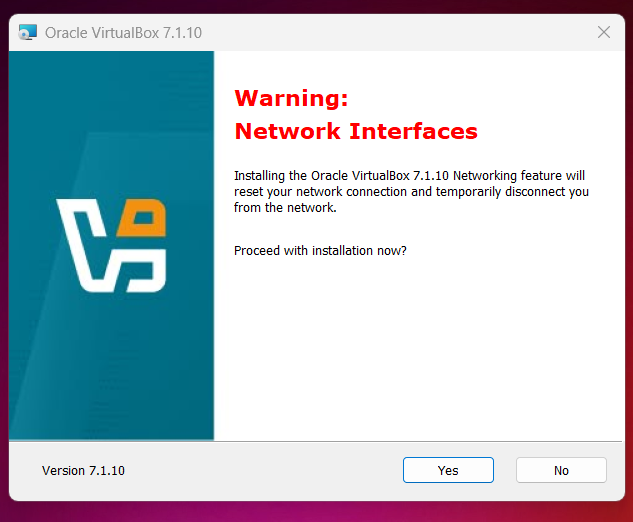 Oracle VirtualBox 7.1.10
Warning:
Network Interfaces
Installing the Oracle VirtualBox 7.1.10 Networking feature will
reset your network connection and temporarily disconnect you
from the network.
Proceed with installation now?
Version 7.1.10
Yes
No